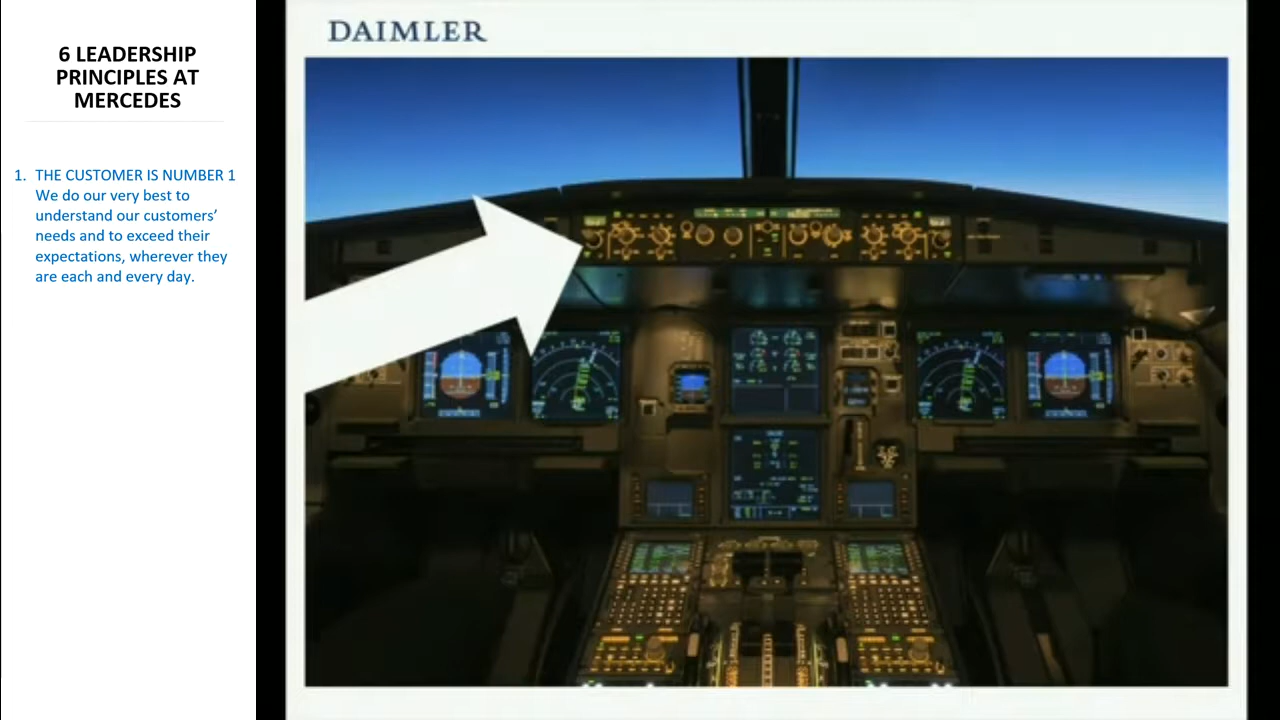 6 LEADERSHIP
PRINCIPLES AT
MERCEDES
1. THE CUSTOMER IS NUMBER 1
We do our very best to
understand our customers’
needs and to exceed their
expectations, wherever they
are each and every day.
DAIMLER